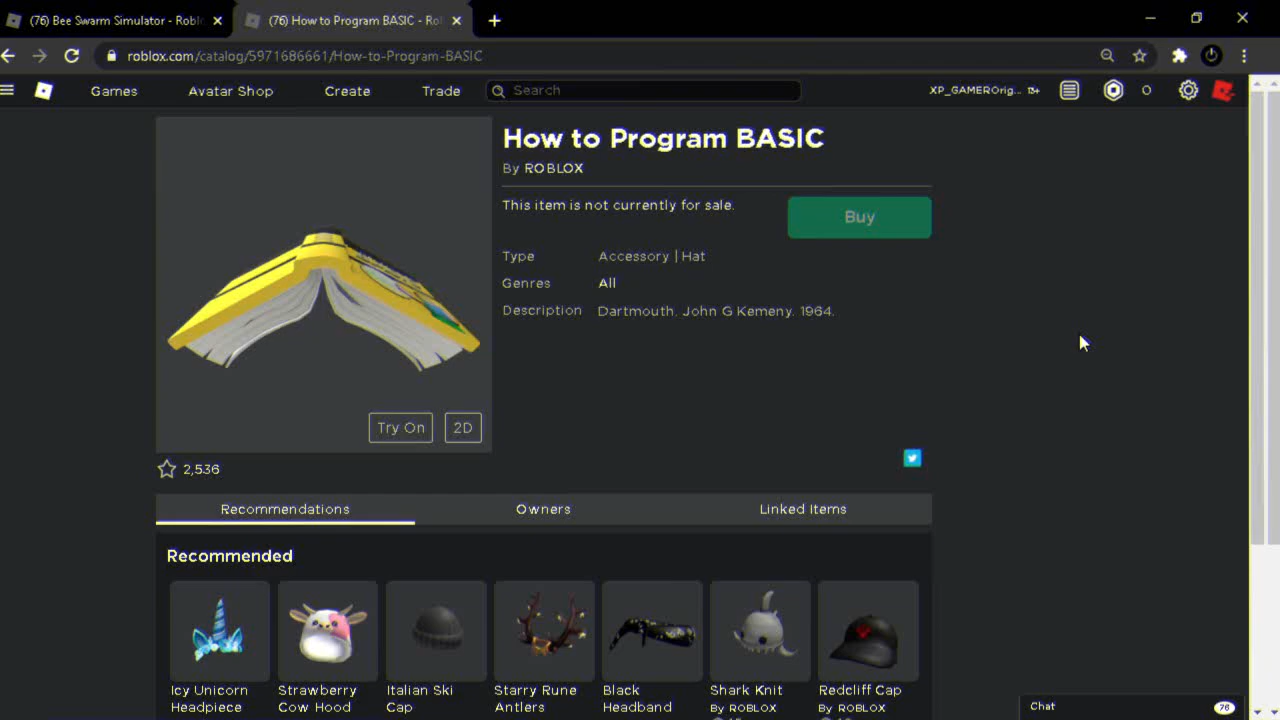 (76) Bee Swarm Simulator - Roblo
(76) How to Program BASIC - Ro
roblox.com/catalog/5971686661/How-to-Program-BASIC
Games
Avatar Shop
Create
Trade
Search
XP_GAMEROrig... 13+
0
How to Program BASIC
By ROBLOX
This item is not currently for sale.
Buy
Type
Accessory | Hat
Genres
All
Description
Dartmouth. John G Kemeny. 1964.
Try On
2D
2,536
Recommendations
Owners
Linked Items
Recommended
Icy Unicorn
Headpiece
Strawberry
Cow Hood
Italian Ski
Cap
Starry Rune
Antlers
Black
Headband
Shark Knit
By ROBLOX
Redcliff Cap
By ROBLOX
Chat
76